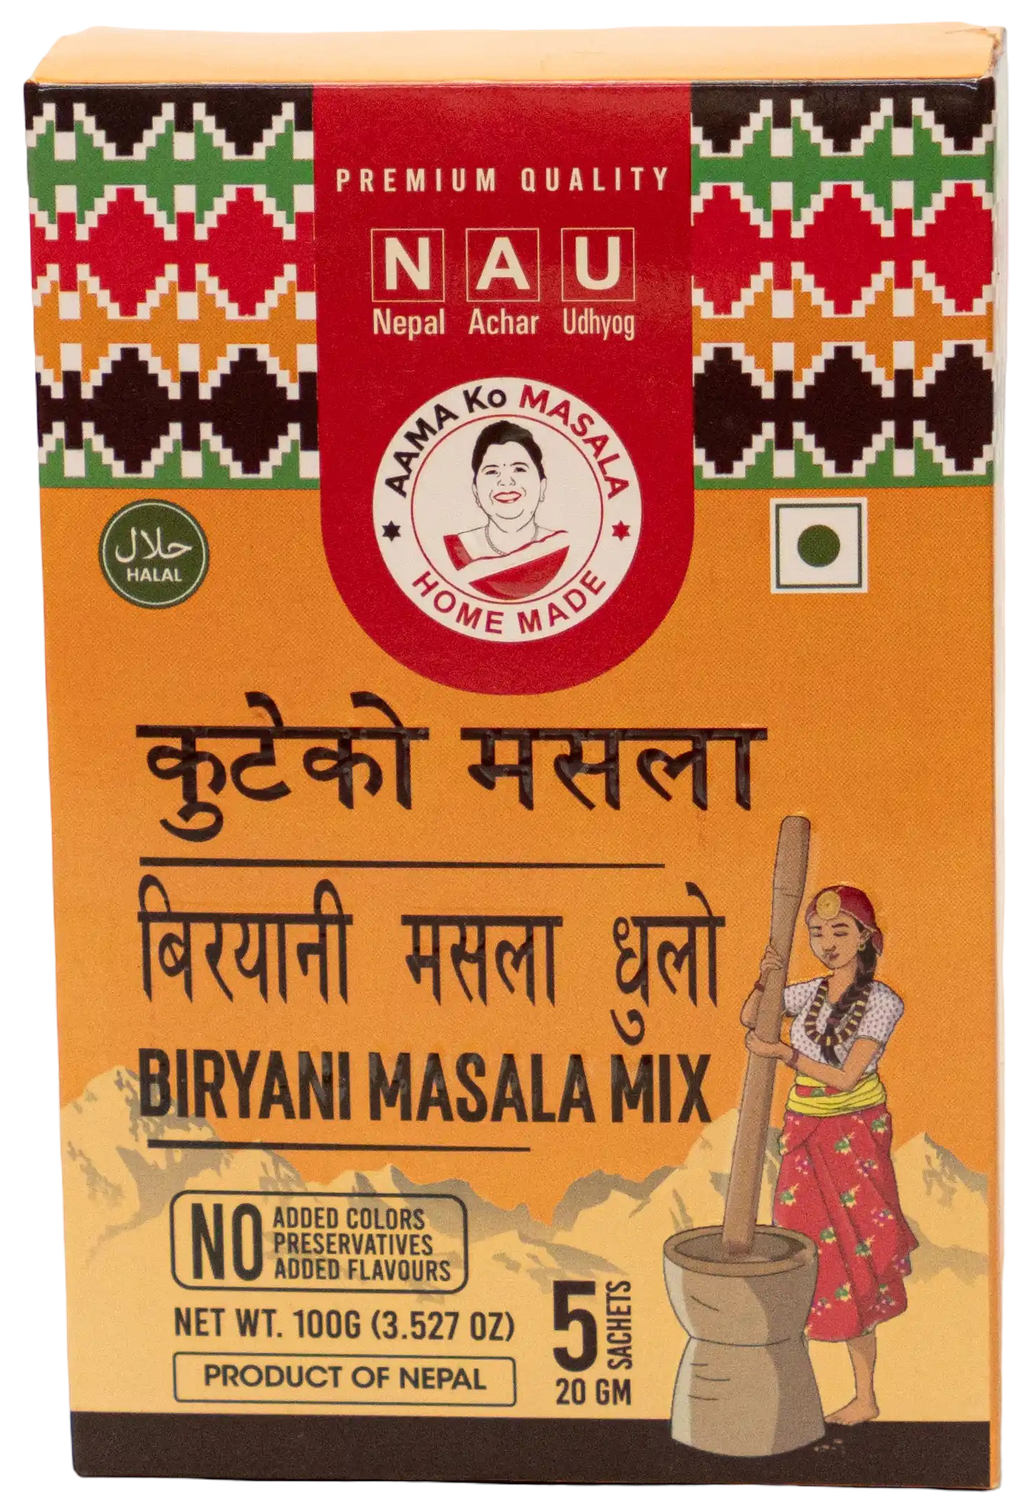 PREMIUM QUALITY
N A U
Nepal Achar Udhyog
AAMA Ko MASALA
HOME MADE
حلال
HALAL
कुटेको मसला
बिरयानी मसला धुलो
BIRYANI MASALA MIX
NO ADDED COLORS
PRESERVATIVES
ADDED FLAVOURS
NET WT. 100G (3.527 OZ)
PRODUCT OF NEPAL
5 SACHETS
20 GM